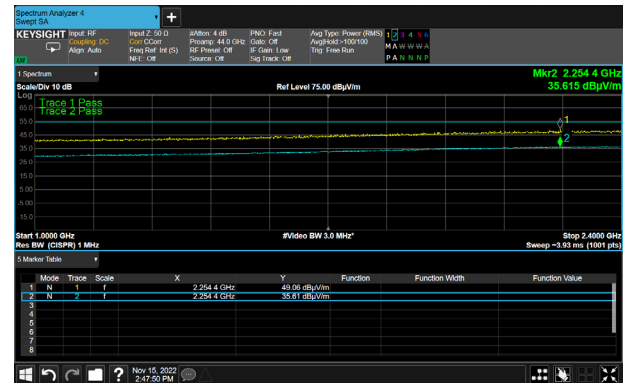 Spectrum Analyzer 4
Swept SA
+
KEYSIGHT Input: RF Input Z: 50 Ω #Atten: 4 dB PNO: Fast Avg Type: Power (RMS) 1 2 3 4 5 6
Coupling: DC Corr CCorr Preamp: 44.0 GHz Gate: Off Avg|Hold:>100/100 M A W W W A
Align: Auto Freq Ref: Int (S) RF Presel: Off IF Gain: Low Trig: Free Run P A N N N P
NFE: Off Source: Off Sig Track: Off
1 Spectrum
Mkr2 2.254 4 GHz
Scale/Div 10 dB Ref Level 75.00 dBµV/m 35.615 dBµV/m
Log
65.0 Trace 1 Pass
Trace 2 Pass
55.0
1
45.0
2
35.0
25.0
15.0
5.00
-5.00
-15.0
Start 1.0000 GHz #Video BW 3.0 MHz* Stop 2.4000 GHz
Res BW (CISPR) 1 MHz Sweep ~3.93 ms (1001 pts)
5 Marker Table
Mode Trace Scale X Y Function Function Width Function Value
1 N 1 f 2.254 4 GHz 49.06 dBµV/m
2 N 2 f 2.254 4 GHz 35.61 dBµV/m
3
4
5
6
7
8
? Nov 15, 2022
2:47:50 PM